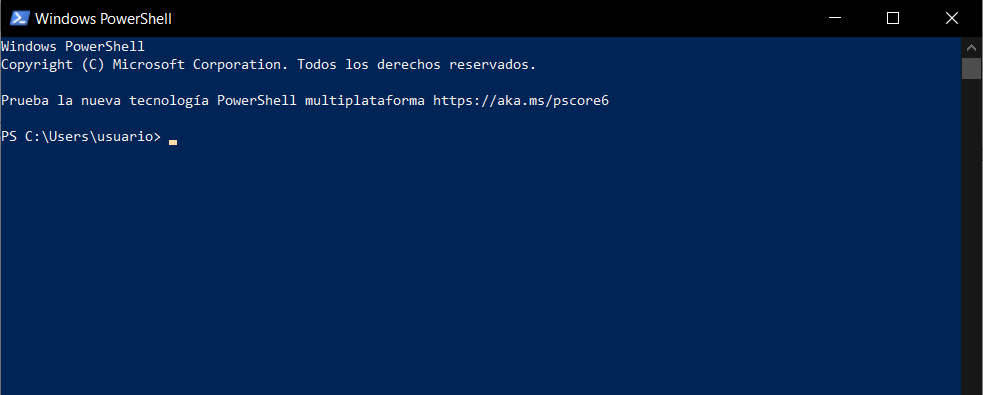 Windows PowerShell
Windows PowerShell
Copyright (C) Microsoft Corporation. Todos los derechos reservados.
Prueba la nueva tecnología PowerShell multiplataforma https://aka.ms/pscore6
PS C:\Users\usuario>